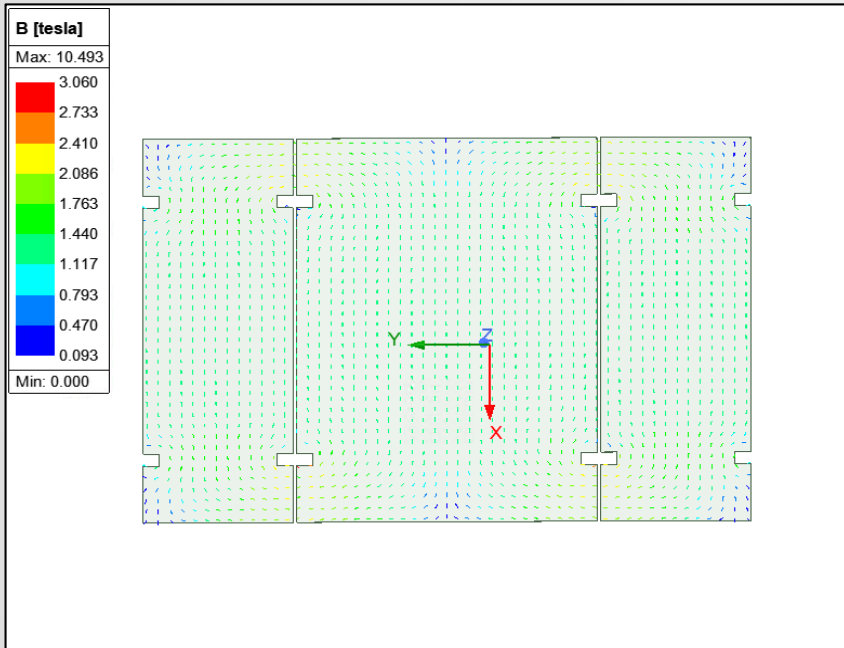 B [tesla]
Max: 10.493
3.060
2.733
2.410
2.086
1.763
1.440
1.117
0.793
0.470
0.093
Min: 0.000
Z
Y
X